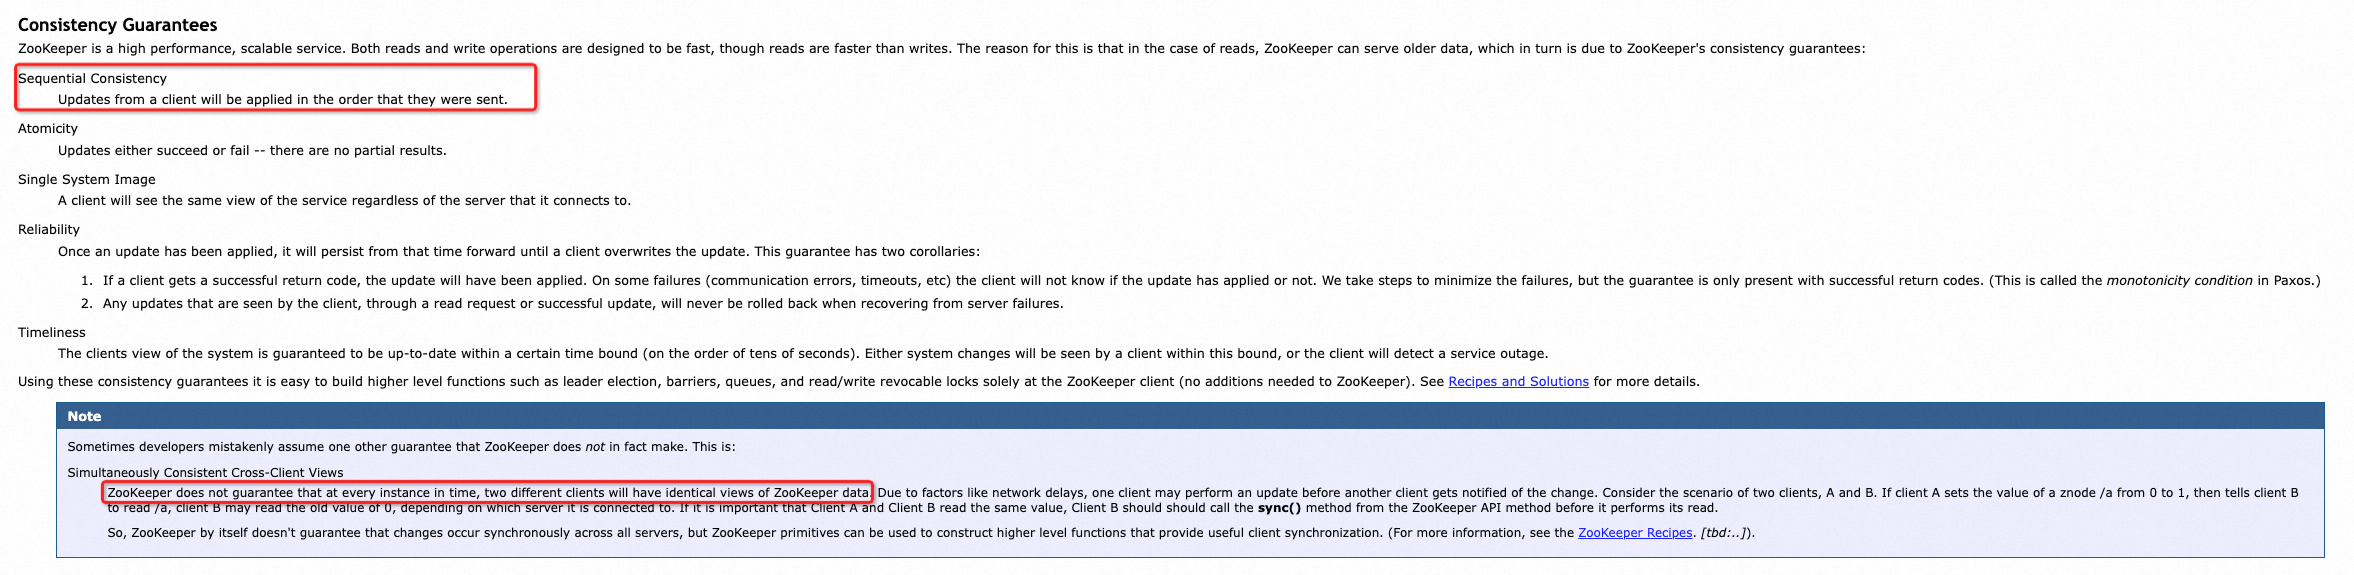 Consistency Guarantees
ZooKeeper is a high performance, scalable service. Both reads and write operations are designed to be fast, though reads are faster than writes. The reason for this is that in the case of reads, ZooKeeper can serve older data, which in turn is due to ZooKeeper's consistency guarantees:
Sequential Consistency
Updates from a client will be applied in the order that they were sent.
Atomicity
Updates either succeed or fail -- there are no partial results.
Single System Image
A client will see the same view of the service regardless of the server that it connects to.
Reliability
Once an update has been applied, it will persist from that time forward until a client overwrites the update. This guarantee has two corollaries:
1. If a client gets a successful return code, the update will have been applied. On some failures (communication errors, timeouts, etc) the client will not know if the update has applied or not. We take steps to minimize the failures, but the guarantee is only present with successful return codes. (This is called the monotonicity condition in Paxos.)
2. Any updates that are seen by the client, through a read request or successful update, will never be rolled back when recovering from server failures.
Timeliness
The clients view of the system is guaranteed to be up-to-date within a certain time bound (on the order of tens of seconds). Either system changes will be seen by a client within this bound, or the client will detect a service outage.
Using these consistency guarantees it is easy to build higher level functions such as leader election, barriers, queues, and read/write revocable locks solely at the ZooKeeper client (no additions needed to ZooKeeper). See Recipes and Solutions for more details.
Note
Sometimes developers mistakenly assume one other guarantee that ZooKeeper does not in fact make. This is:
Simultaneously Consistent Cross-Client Views
ZooKeeper does not guarantee that at every instance in time, two different clients will have identical views of ZooKeeper data. Due to factors like network delays, one client may perform an update before another client gets notified of the change. Consider the scenario of two clients, A and B. If client A sets the value of a znode /a from 0 to 1, then tells client B
to read /a, client B may read the old value of 0, depending on which server it is connected to. If it is important that Client A and Client B read the same value, Client B should should call the sync() method from the ZooKeeper API method before it performs its read.
So, ZooKeeper by itself doesn't guarantee that changes occur synchronously across all servers, but ZooKeeper primitives can be used to construct higher level functions that provide useful client synchronization. (For more information, see the ZooKeeper Recipes. [tbd:..]).